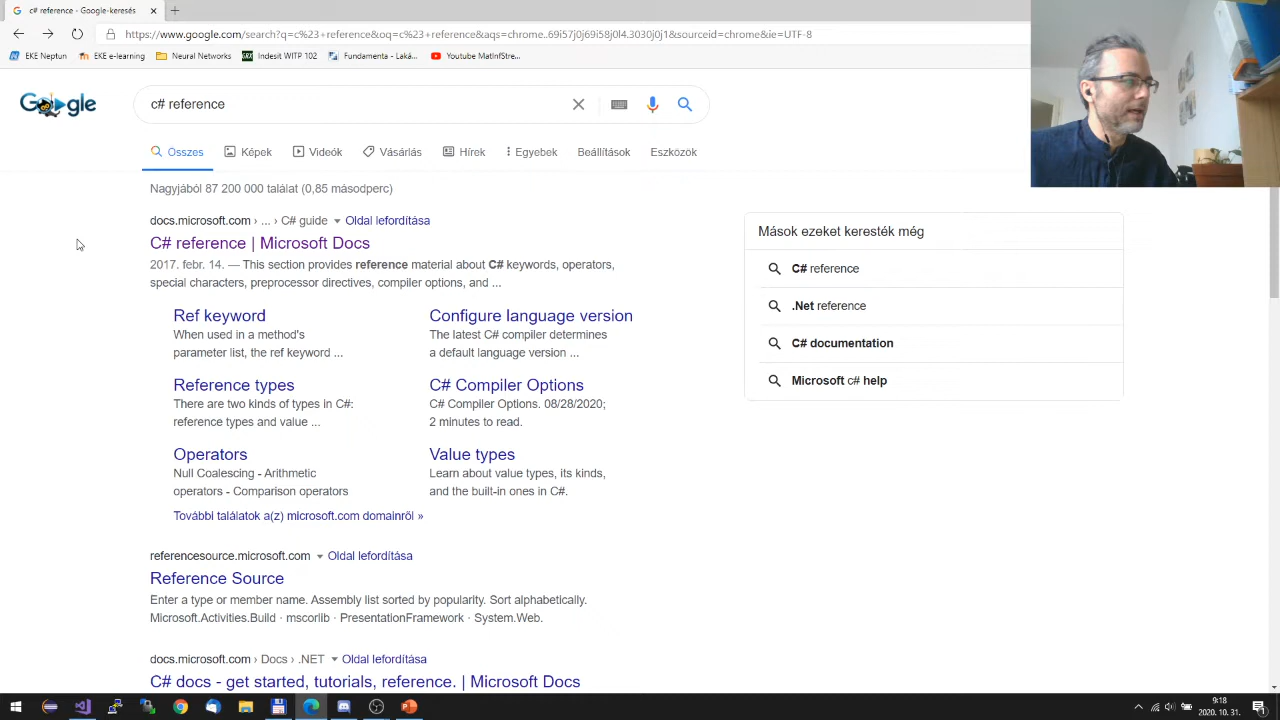 c# reference - Google-keresés
https://www.google.com/search?q=c%23+reference&oq=c%23+reference&aqs=chrome..69i57j0j69i58j0l4.3030j0j1&sourceid=chrome&ie=UTF-8
EKE Neptun
EKE e-learning
Neural Networks
Indesit WITP 102
Fundamenta - Laká...
Youtube MatInfStre...
Google
c# reference
Összes
Képek
Videók
Vásárlás
Hírek
Egyebek
Beállítások
Eszközök
Nagyjából 87 200 000 találat (0,85 másodperc)
docs.microsoft.com › ... › C# guide ▾ Oldal lefordítása
C# reference | Microsoft Docs
2017. febr. 14. — This section provides reference material about C# keywords, operators,
special characters, preprocessor directives, compiler options, and ...
Ref keyword
When used in a method's
parameter list, the ref keyword ...
Configure language version
The latest C# compiler determines
a default language version ...
Reference types
There are two kinds of types in C#:
reference types and value ...
C# Compiler Options
C# Compiler Options. 08/28/2020;
2 minutes to read.
Operators
Null Coalescing - Arithmetic
operators - Comparison operators
Value types
Learn about value types, its kinds,
and the built-in ones in C#.
További találatok a(z) microsoft.com domainről »
referencesource.microsoft.com ▾ Oldal lefordítása
Reference Source
Enter a type or member name. Assembly list sorted by popularity. Sort alphabetically.
Microsoft.Activities.Build · mscorlib · PresentationFramework · System.Web.
docs.microsoft.com › Docs › .NET ▾ Oldal lefordítása
C# docs - get started, tutorials, reference. | Microsoft Docs
Mások ezeket keresték még
C# reference
.Net reference
C# documentation
Microsoft c# help
9:18
2020. 10. 31.